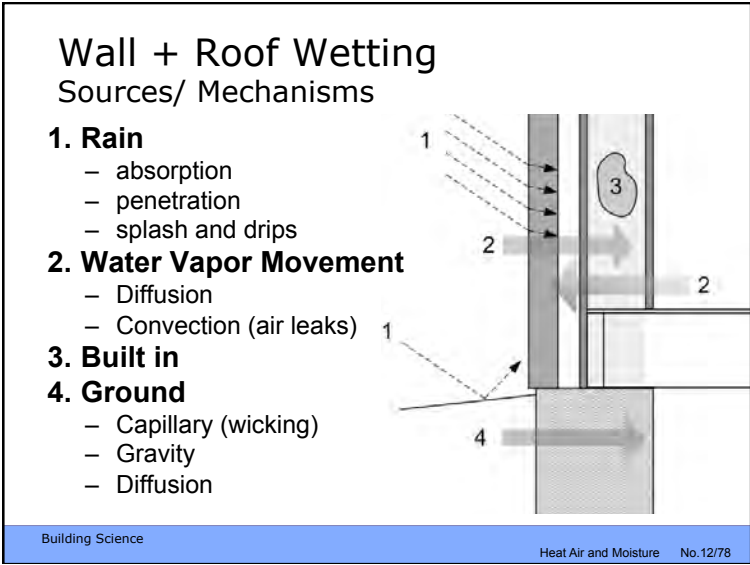 Wall + Roof Wetting
Sources/ Mechanisms
1. Rain
– absorption
– penetration
– splash and drips
2. Water Vapor Movement
– Diffusion
– Convection (air leaks)
3. Built in
4. Ground
– Capillary (wicking)
– Gravity
– Diffusion
1
3
2
2
1
4
Building Science
Heat Air and Moisture No.12/78